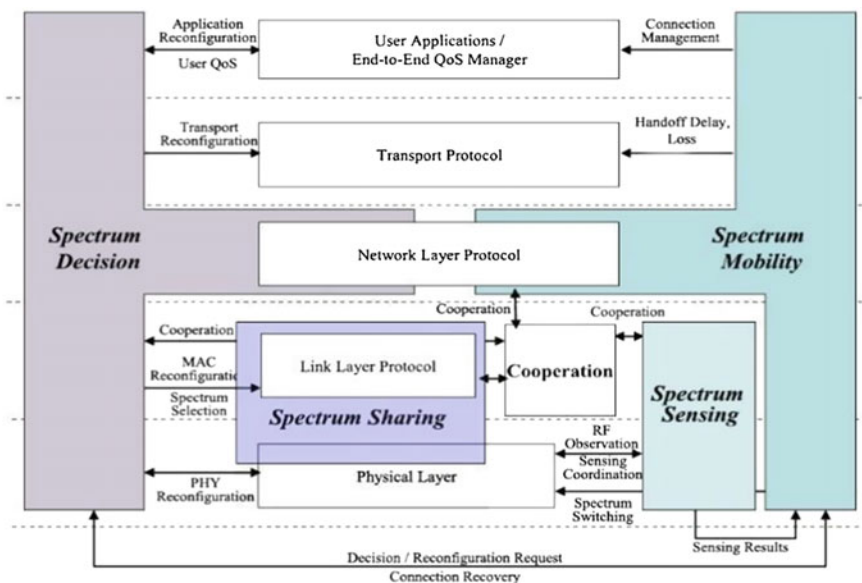 Application
Reconfiguration
User QoS
User Applications /
End-to-End QoS Manager
Connection
Management
Transport
Reconfiguration
Transport Protocol
Handoff Delay,
Loss
Spectrum
Decision
Network Layer Protocol
Spectrum
Mobility
Cooperation
Cooperation
Cooperation
MAC
Reconfiguratic
Spectrum
Selection
Link Layer Protocol
Cooperation
Spectrum Sharing
Spectrum
Sensing
RF
Observation
Sensing
Coordination
PHY
Reconfiguration
Physical Layer
Spectrum
Switching
Sensing Results
Decision / Reconfiguration Request
Connection Recovery